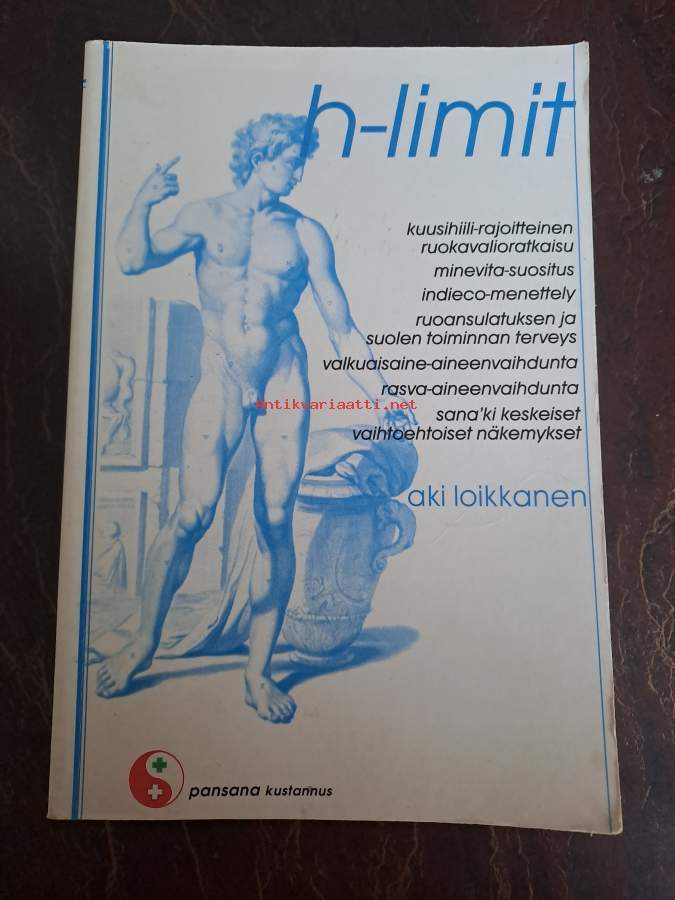 h-limit
kuusihiili-rajoitteinen
ruokavalioratkaisu
minevita-suositus
indieco-menettely
ruoansulatuksen ja
suolen toiminnan terveys
valkuaisaine-aineenvaihdunta
rasva-aineenvaihdunta
Antikvariaatti.net
sana'ki keskeiset
vaihtoehtoiset näkemykset
aki loikkanen
pansana kustannus